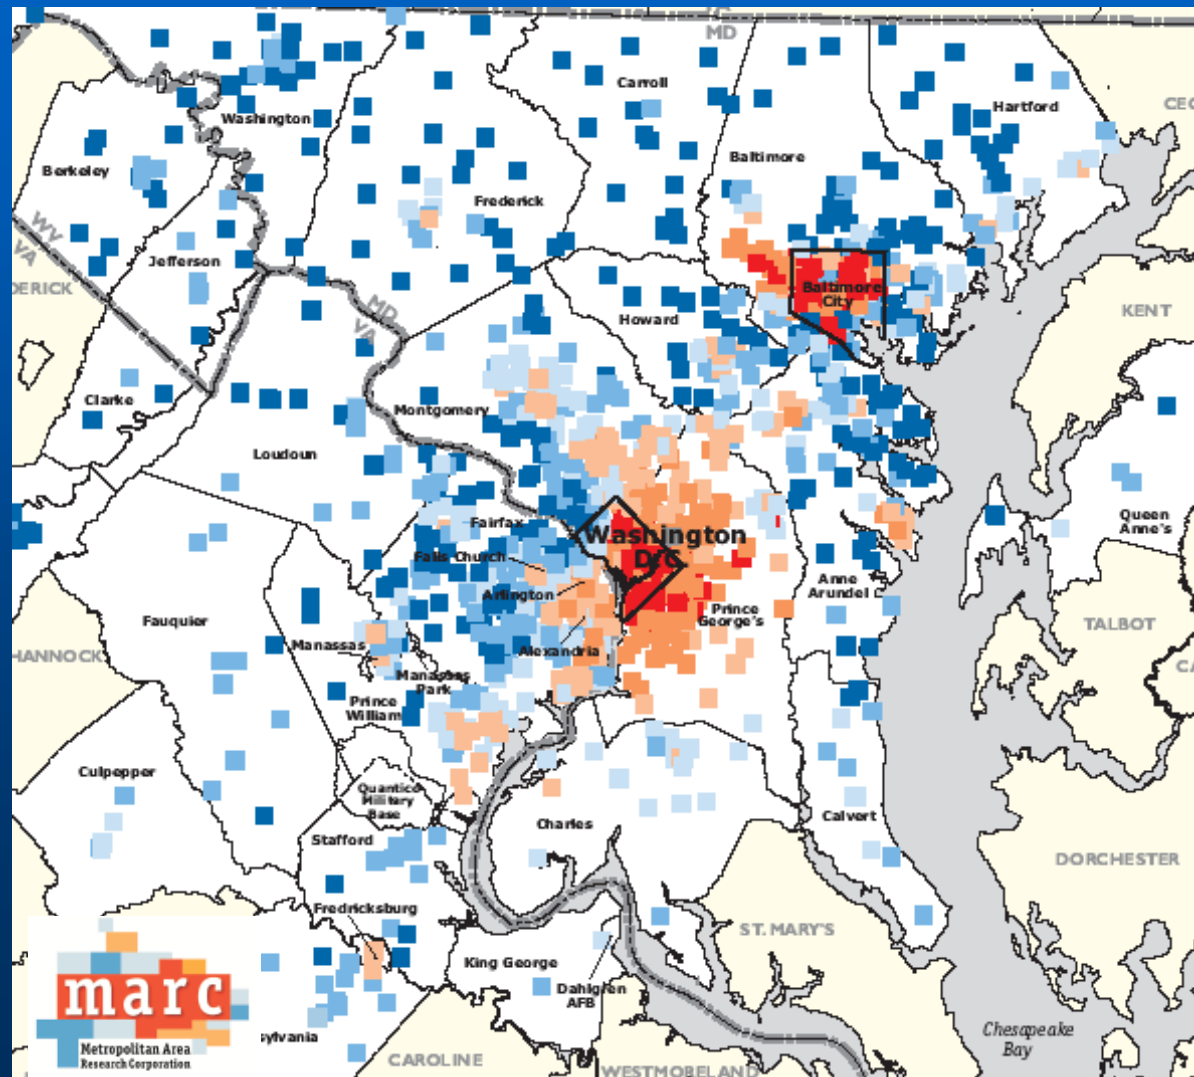 MD
Carroll
Hartford
CEC
Washington
Baltimore
Berkeley
Frederick
WV
VA
Jefferson
DERICK
MD
VA
Baltimore
City
KENT
Howard
Clarke
Montgomery
Loudoun
Queen
Anne's
Fairfax
Washington
D.C
Falls Church
Anne
Arundel C
Arlington
Prince
George's
Fauquier
TALBOT
HANNOCK
Manassas
Alexandria
Manassas
Park
CA
Prince
William
Culpepper
Quantico
Military
Base
Charles
Calvert
Stafford
DORCHESTER
Fredricksburg
ST. MARY'S
King George
Dahlgren
AFB
marc
Metropolitan Area
Research Corporation
sylvania
Chesapeake
Bay
CAROLINE
WESTMORELAND